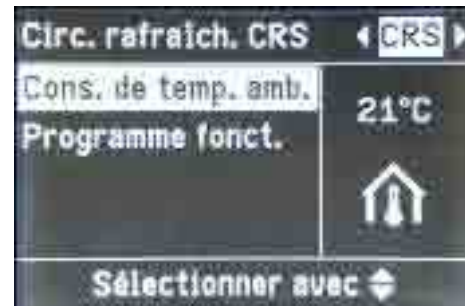 Circ. rafraich. CRS
CRS
Cons. de temp. amb.
21°C
Programme fonct.
Sélectionner avec